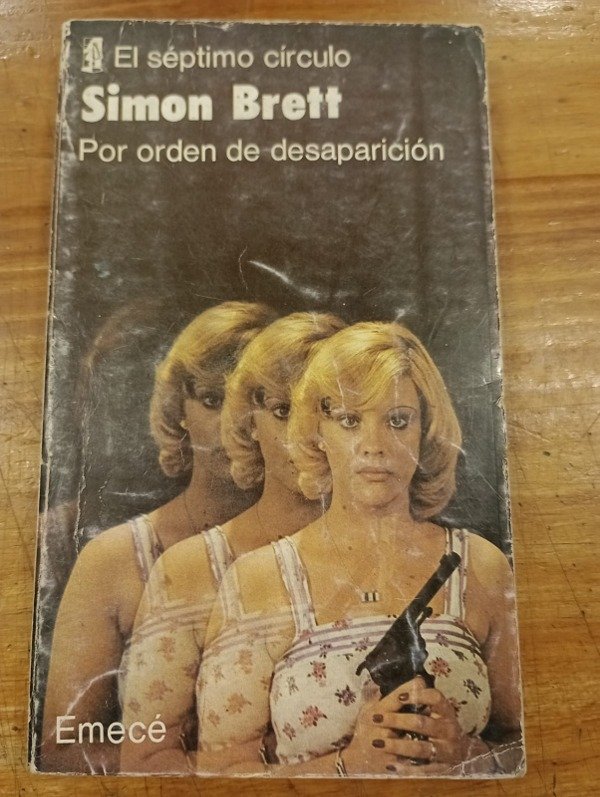 El séptimo círculo
Simon Brett
Por orden de desaparición
Emecé